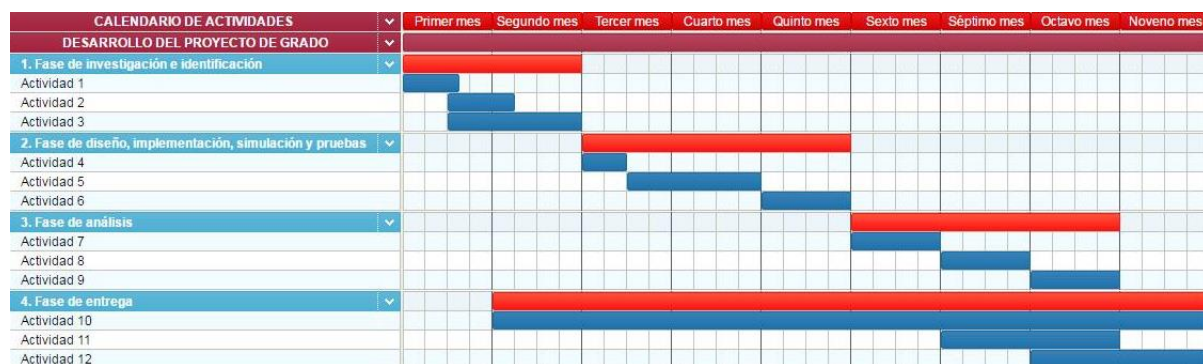 CALENDARIO DE ACTIVIDADES Primer mes Segundo mes Tercer mes Cuarto mes Quinto mes Sexto mes Séptimo mes Octavo mes Noveno mes
DESARROLLO DEL PROYECTO DE GRADO
1. Fase de investigación e identificación
Actividad 1
Actividad 2
Actividad 3
2. Fase de diseño, implementación, simulación y pruebas
Actividad 4
Actividad 5
Actividad 6
3. Fase de análisis
Actividad 7
Actividad 8
Actividad 9
4. Fase de entrega
Actividad 10
Actividad 11
Actividad 12